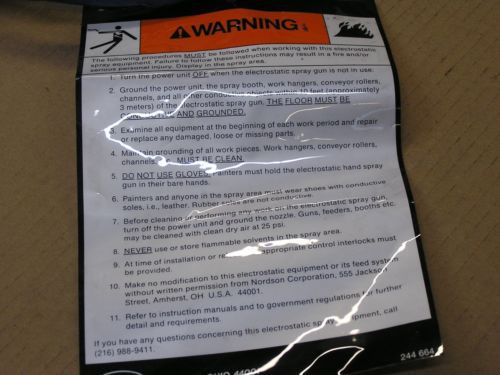 WARNING
The following procedures MUST be followed when working with this electrostatic
spray equipment. Failure to follow these instructions may result in a fire and/or
serious personal injury. Display in the spray area.
1. Turn the power unit OFF when the electrostatic spray gun is not in use.
2. Ground the power unit, the spray booth, work hangers, conveyor rollers,
channels, and all other conductive objects within 10 feet (approximately
3 meters) of the electrostatic spray gun. THE FLOOR MUST BE
CONDUCTIVE AND GROUNDED.
3. Examine all equipment at the beginning of each work period and repair
or replace any damaged, loose or missing parts.
4. Maintain grounding of all work pieces. Work hangers, conveyor rollers,
channels, MUST BE CLEAN.
5. DO NOT USE GLOVES. Painters must hold the electrostatic hand spray
gun in their bare hands.
6. Painters and anyone in the spray area must wear shoes with conductive
soles, i.e., leather. Rubber soles are not conductive.
7. Before cleaning or performing any work on the electrostatic spray gun,
turn off the power unit and ground the nozzle. Guns, feeders, booths etc.
may be cleaned with clean dry air at 25 psi.
8. NEVER use or store flammable solvents in the spray area.
9. At time of installation or appropriate control interlocks must
be provided.
10. Make no modification to this electrostatic equipment or its feed system
without written permission from Nordson Corporation, 555 Jackson
Street, Amherst, OH U.S.A. 44001.
11. Refer to instruction manuals and to government regulations for further
detail and requirements.
If you have any questions concerning this electrostatic spray equipment, call
(216) 988-9411.
244 664